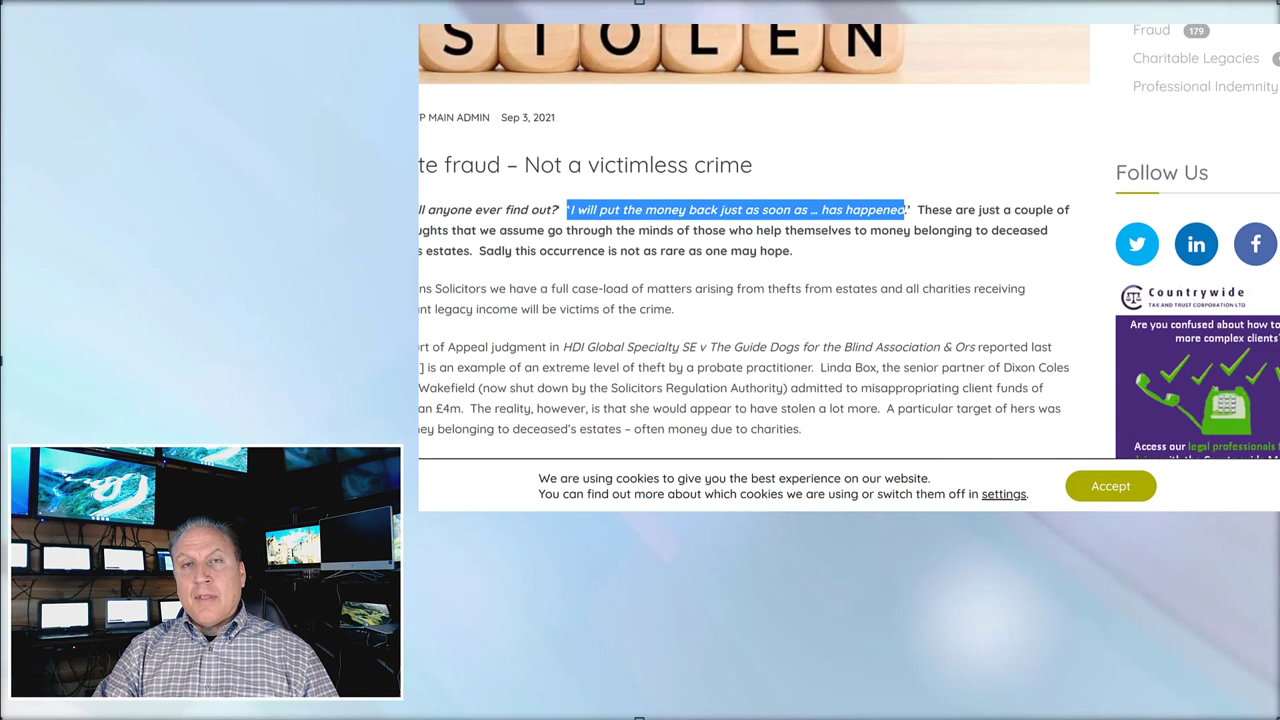 STOLEN
Fraud 179
Charitable Legacies
Professional Indemnity
P MAIN ADMIN Sep 3, 2021
te fraud – Not a victimless crime
ll anyone ever find out?' 'I will put the money back just as soon as … has happened.' These are just a couple of
ughts that we assume go through the minds of those who help themselves to money belonging to deceased
s estates. Sadly this occurrence is not as rare as one may hope.
ns Solicitors we have a full case-load of matters arising from thefts from estates and all charities receiving
nt legacy income will be victims of the crime.
rt of Appeal judgment in HDI Global Specialty SE v The Guide Dogs for the Blind Association & Ors reported last
] is an example of an extreme level of theft by a probate practitioner. Linda Box, the senior partner of Dixon Coles
Wakefield (now shut down by the Solicitors Regulation Authority) admitted to misappropriating client funds of
an £4m. The reality, however, is that she would appear to have stolen a lot more. A particular target of hers was
ey belonging to deceased's estates – often money due to charities.
Follow Us
Countrywide
TAX AND TRUST CORPORATION LTD
Are you confused about how to
more complex clients?
Access our legal professionals
We are using cookies to give you the best experience on our website.
You can find out more about which cookies we are using or switch them off in settings.
Accept